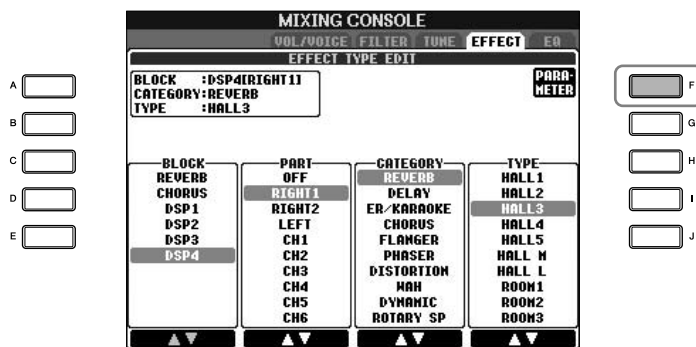 MIXING CONSOLE
VOL/VOICE FILTER TUNE EFFECT EQ
EFFECT TYPE EDIT
BLOCK :DSP4[RIGHT1]
CATEGORY:REVERB
TYPE :HALL3
PARA-
METER
A
B
C
D
E
F
G
H
I
J
BLOCK
REVERB
CHORUS
DSP1
DSP2
DSP3
DSP4
PART
OFF
RIGHT1
RIGHT2
LEFT
CH1
CH2
CH3
CH4
CH5
CH6
CATEGORY
REVERB
DELAY
ER/KARAOKE
CHORUS
FLANGER
PHASER
DISTORTION
WAH
DYNAMIC
ROTARY SP
TYPE
HALL1
HALL2
HALL3
HALL4
HALL5
HALL M
HALL L
ROOM1
ROOM2
ROOM3